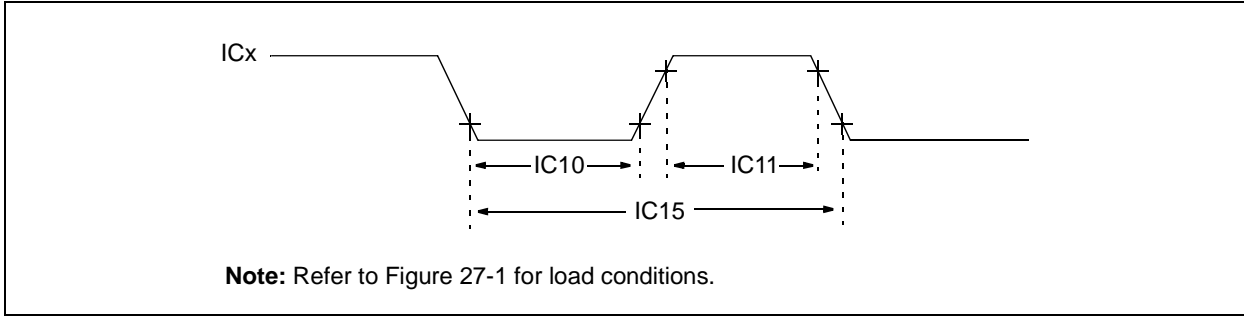 ICx
IC10
IC11
IC15
Note: Refer to Figure 27-1 for load conditions.